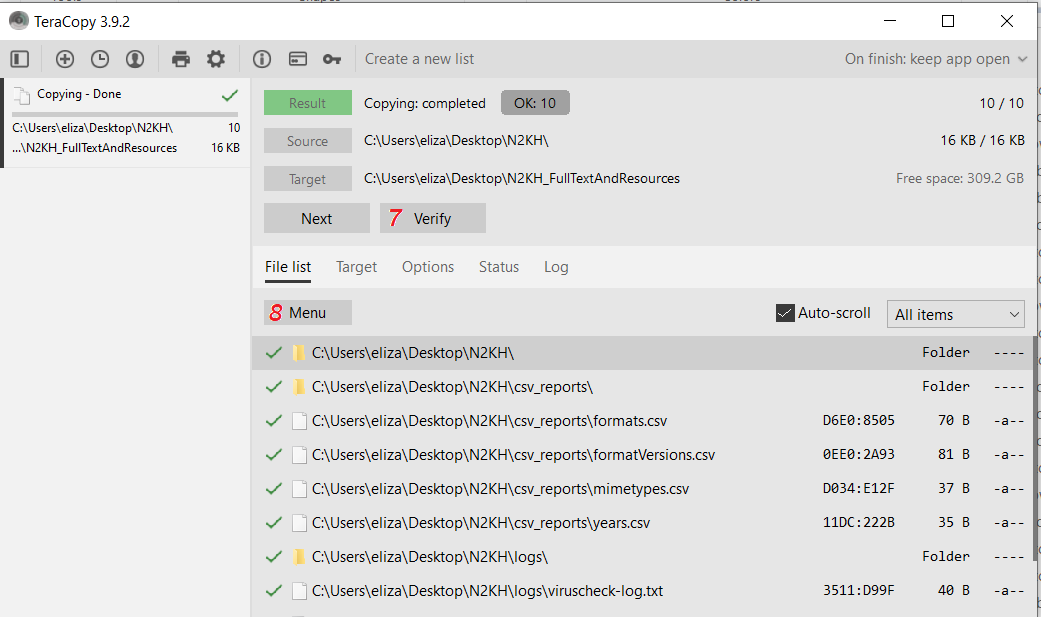 TeraCopy 3.9.2
Create a new list
On finish: keep app open
Copying - Done
C:\Users\eliza\Desktop\N2KH\ 10
...\N2KH_FullTextAndResources 16 KB
Result Copying: completed OK: 10 10 / 10
Source C:\Users\eliza\Desktop\N2KH\ 16 KB / 16 KB
Target C:\Users\eliza\Desktop\N2KH_FullTextAndResources Free space: 309.2 GB
Next 7 Verify
File list Target Options Status Log
8 Menu Auto-scroll All items
C:\Users\eliza\Desktop\N2KH\ Folder ----
C:\Users\eliza\Desktop\N2KH\csv_reports\ Folder ----
C:\Users\eliza\Desktop\N2KH\csv_reports\formats.csv D6E0:8505 70 B -a--
C:\Users\eliza\Desktop\N2KH\csv_reports\formatVersions.csv 0EE0:2A93 81 B -a--
C:\Users\eliza\Desktop\N2KH\csv_reports\mimetypes.csv D034:E12F 37 B -a--
C:\Users\eliza\Desktop\N2KH\csv_reports\years.csv 11DC:222B 35 B -a--
C:\Users\eliza\Desktop\N2KH\logs\ Folder ----
C:\Users\eliza\Desktop\N2KH\logs\viruscheck-log.txt 3511:D99F 40 B -a--